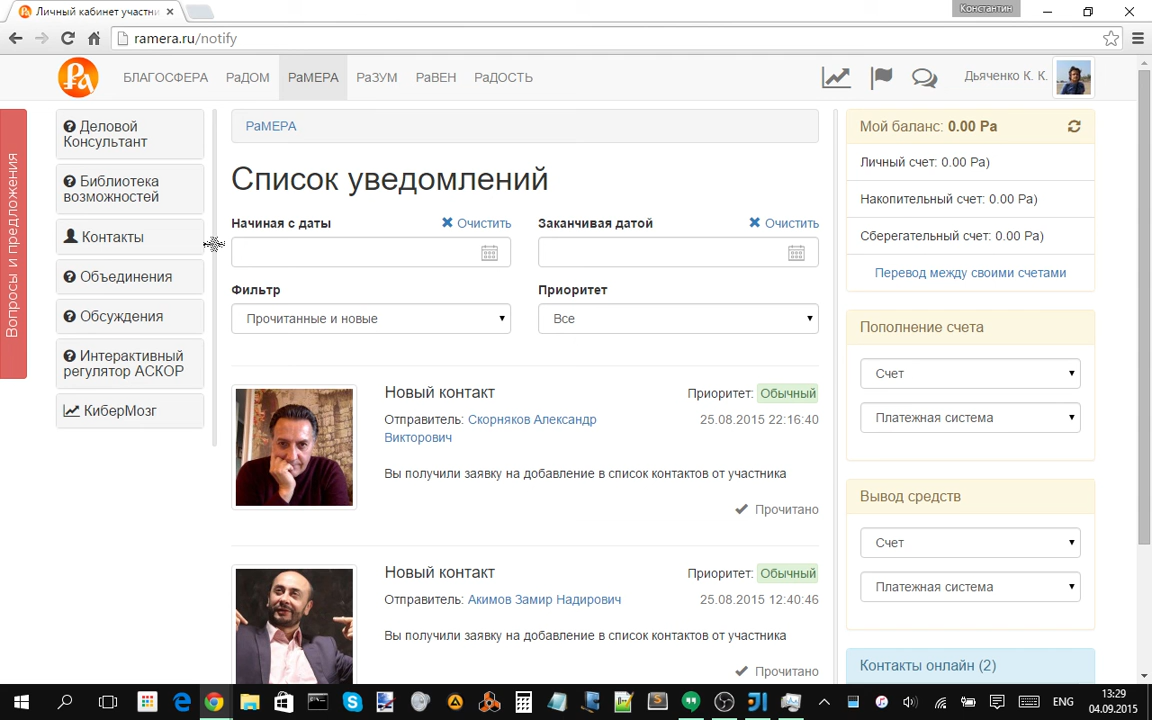 Личный кабинет участни
Константин
ramera.ru/notify
БЛАГОСФЕРА РаДОМ РаМЕРА РаЗУМ РаВЕН РаДОСТЬ
Дьяченко К. К.
Вопросы и предложения
Деловой
Консультант
Библиотека
возможностей
Контакты
Объединения
Обсуждения
Интерактивный
регулятор АСКОР
КиберМозг
РаМЕРА
Список уведомлений
Начиная с даты Очистить
Заканчивая датой Очистить
Фильтр
Прочитанные и новые
Приоритет
Все
Новый контакт
Приоритет: Обычный
Отправитель: Скорняков Александр
Викторович
25.08.2015 22:16:40
Вы получили заявку на добавление в список контактов от участника
Прочитано
Новый контакт
Приоритет: Обычный
Отправитель: Акимов Замир Надирович
25.08.2015 12:40:46
Вы получили заявку на добавление в список контактов от участника
Прочитано
Мой баланс: 0.00 Ра
Личный счет: 0.00 Ра)
Накопительный счет: 0.00 Ра)
Сберегательный счет: 0.00 Ра)
Перевод между своими счетами
Пополнение счета
Счет
Платежная система
Вывод средств
Счет
Платежная система
Контакты онлайн (2)
ENG
13:29
04.09.2015